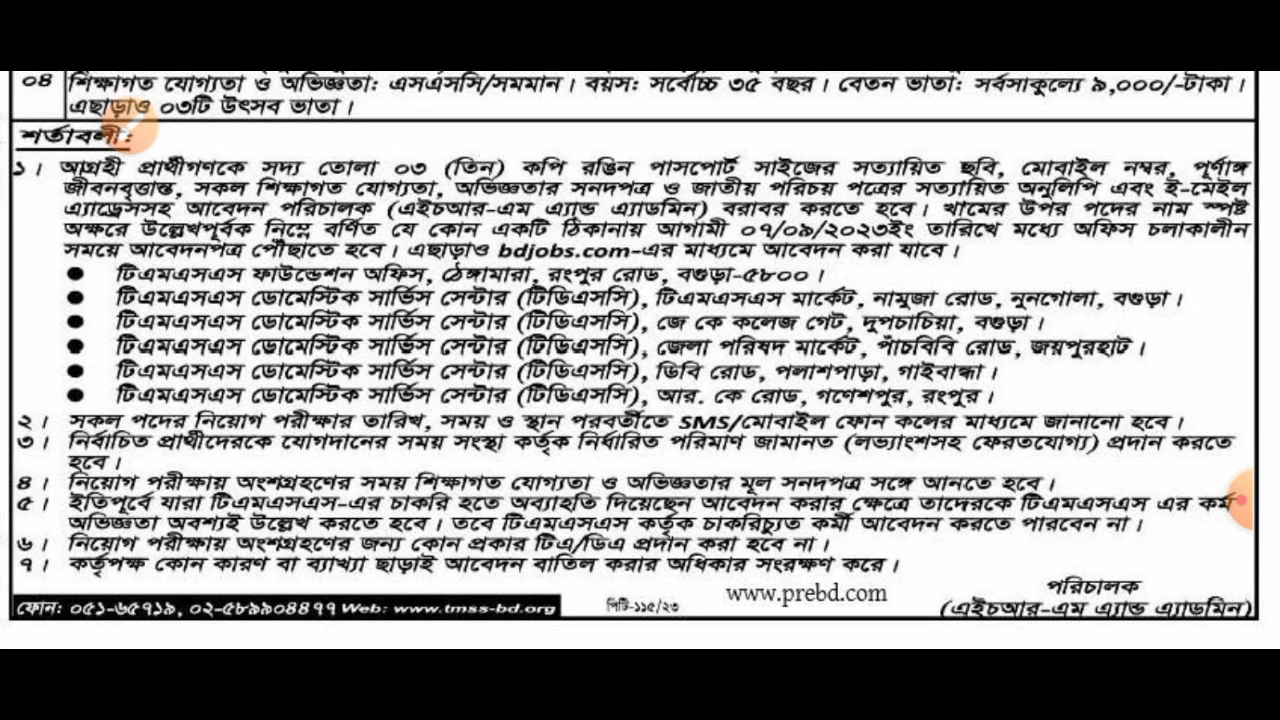 ০৪ শিক্ষাগত যোগ্যতা ও অভিজ্ঞতা: এসএসসি/সমমান। বয়স: সর্বোচ্চ ৩৫ বছর। বেতন ভাতা: সর্বসাকুল্যে ৯,০০০/-টাকা।
এছাড়াও ০৩টি উৎসব ভাতা।
শর্তাবলী:
১। আগ্রহী প্রার্থীগণকে সদ্য তোলা ০৩ (তিন) কপি রঙিন পাসপোর্ট সাইজের সত্যায়িত ছবি, মোবাইল নম্বর, পূর্ণাঙ্গ
জীবনবৃত্তান্ত, সকল শিক্ষাগত যোগ্যতা, অভিজ্ঞতার সনদপত্র ও জাতীয় পরিচয় পত্রের সত্যায়িত অনুলিপি এবং ই-মেইল
এ্যাড্রেসসহ আবেদন পরিচালক (এইচআর-এম এ্যান্ড এ্যাডমিন) বরাবর করতে হবে। খামের উপর পদের নাম স্পষ্ট
অক্ষরে উল্লেখপূর্বক নিম্নে বর্ণিত যে কোন একটি ঠিকানায় আগামী ০৭/০৯/২০২৩ইং তারিখে মধ্যে অফিস চলাকালীন
সময়ে আবেদনপত্র পৌঁছাতে হবে। এছাড়াও bdjobs.com-এর মাধ্যমে আবেদন করা যাবে।
● টিএমএসএস ফাউন্ডেশন অফিস, ঠেঙ্গামারা, রংপুর রোড, বগুড়া-৫৮০০।
● টিএমএসএস ডোমেস্টিক সার্ভিস সেন্টার (টিডিএসসি), টিএমএসএস মার্কেট, নামুজা রোড, নুনগোলা, বগুড়া।
● টিএমএসএস ডোমেস্টিক সার্ভিস সেন্টার (টিডিএসসি), জে কে কলেজ গেট, দুপচাচিয়া, বগুড়া।
● টিএমএসএস ডোমেস্টিক সার্ভিস সেন্টার (টিডিএসসি), জেলা পরিষদ মার্কেট, পাঁচবিবি রোড, জয়পুরহাট।
● টিএমএসএস ডোমেস্টিক সার্ভিস সেন্টার (টিডিএসসি), ডিবি রোড, পলাশপাড়া, গাইবান্ধা।
● টিএমএসএস ডোমেস্টিক সার্ভিস সেন্টার (টিডিএসসি), আর. কে রোড, গণেশপুর, রংপুর।
২। সকল পদের নিয়োগ পরীক্ষার তারিখ, সময় ও স্থান পরবর্তীতে SMS/মোবাইল ফোন কলের মাধ্যমে জানানো হবে।
৩। নির্বাচিত প্রার্থীদেরকে যোগদানের সময় সংস্থা কর্তৃক নির্ধারিত পরিমাণ জামানত (লভ্যাংশসহ ফেরতযোগ্য) প্রদান করতে
হবে।
৪। নিয়োগ পরীক্ষায় অংশগ্রহণের সময় শিক্ষাগত যোগ্যতা ও অভিজ্ঞতার মূল সনদপত্র সঙ্গে আনতে হবে।
৫। ইতিপূর্বে যারা টিএমএসএস-এর চাকরি হতে অব্যাহতি দিয়েছেন আবেদন করার ক্ষেত্রে তাদেরকে টিএমএসএস এর কর্ম
অভিজ্ঞতা অবশ্যই উল্লেখ করতে হবে। তবে টিএমএসএস কর্তৃক চাকরিচ্যুত কর্মী আবেদন করতে পারবেন না।
৬। নিয়োগ পরীক্ষায় অংশগ্রহণের জন্য কোন প্রকার টিএ/ডিএ প্রদান করা হবে না।
৭। কর্তৃপক্ষ কোন কারণ বা ব্যাখ্যা ছাড়াই আবেদন বাতিল করার অধিকার সংরক্ষণ করে।
পরিচালক
(এইচআর-এম এ্যান্ড এ্যাডমিন)
www.prebd.com
ফোন: ০৫১-৬৫৭১৯, ০২-৫৮৯৯০৪৪৭৭ Web: www.tmss-bd.org
পিটি-১১৫/২৩